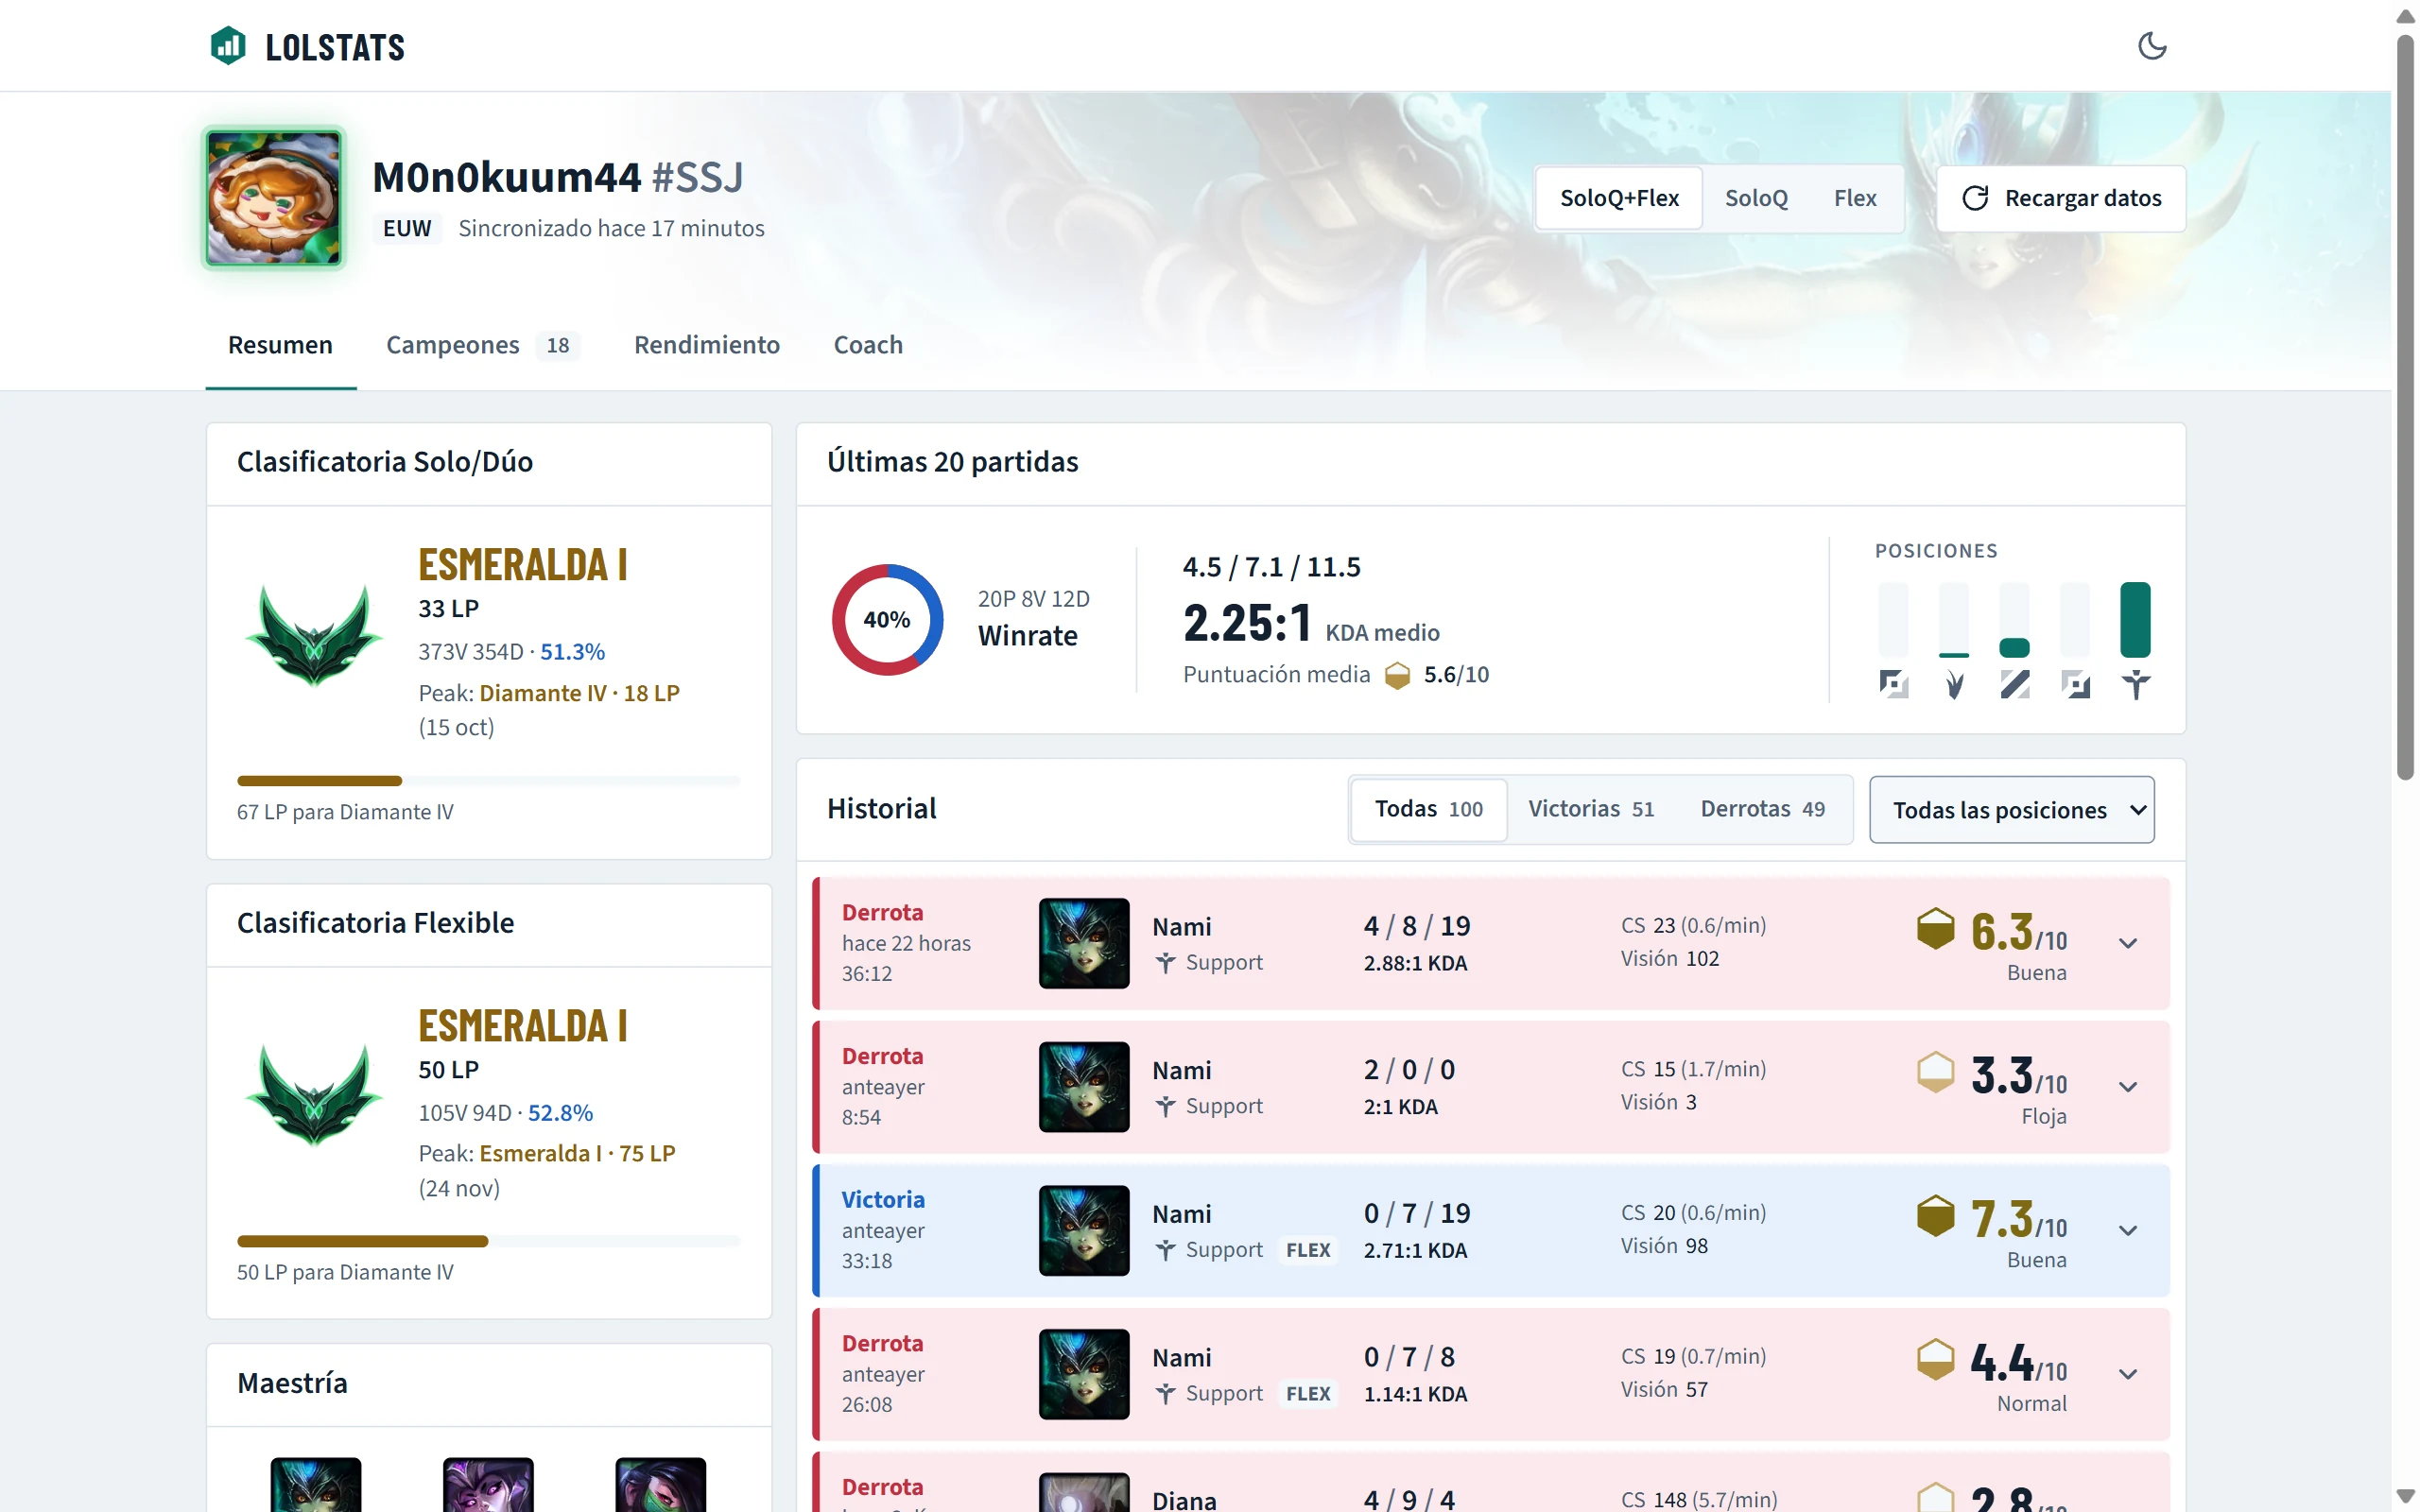 LOLSTATS
M0n0kuum44 #SSJ
EUW Sincronizado hace 17 minutos
SoloQ+Flex SoloQ Flex
Recargar datos
Resumen Campeones 18 Rendimiento Coach
Clasificatoria Solo/Dúo
ESMERALDA I
33 LP
373V 354D · 51.3%
Peak: Diamante IV · 18 LP
(15 oct)
67 LP para Diamante IV
Clasificatoria Flexible
ESMERALDA I
50 LP
105V 94D · 52.8%
Peak: Esmeralda I · 75 LP
(24 nov)
50 LP para Diamante IV
Maestría
Últimas 20 partidas
40%
20P 8V 12D
Winrate
4.5 / 7.1 / 11.5
2.25:1 KDA medio
Puntuación media 5.6/10
POSICIONES
Historial
Todas 100 Victorias 51 Derrotas 49
Todas las posiciones
Derrota
hace 22 horas
36:12
Nami
Support
4 / 8 / 19
2.88:1 KDA
CS 23 (0.6/min)
Visión 102
6.3/10
Buena
Derrota
anteayer
8:54
Nami
Support
2 / 0 / 0
2:1 KDA
CS 15 (1.7/min)
Visión 3
3.3/10
Floja
Victoria
anteayer
33:18
Nami
Support FLEX
0 / 7 / 19
2.71:1 KDA
CS 20 (0.6/min)
Visión 98
7.3/10
Buena
Derrota
anteayer
26:08
Nami
Support FLEX
0 / 7 / 8
1.14:1 KDA
CS 19 (0.7/min)
Visión 57
4.4/10
Normal
Derrota
Diana
4 / 9 / 4
CS 148 (5.7/min)
2.8/10